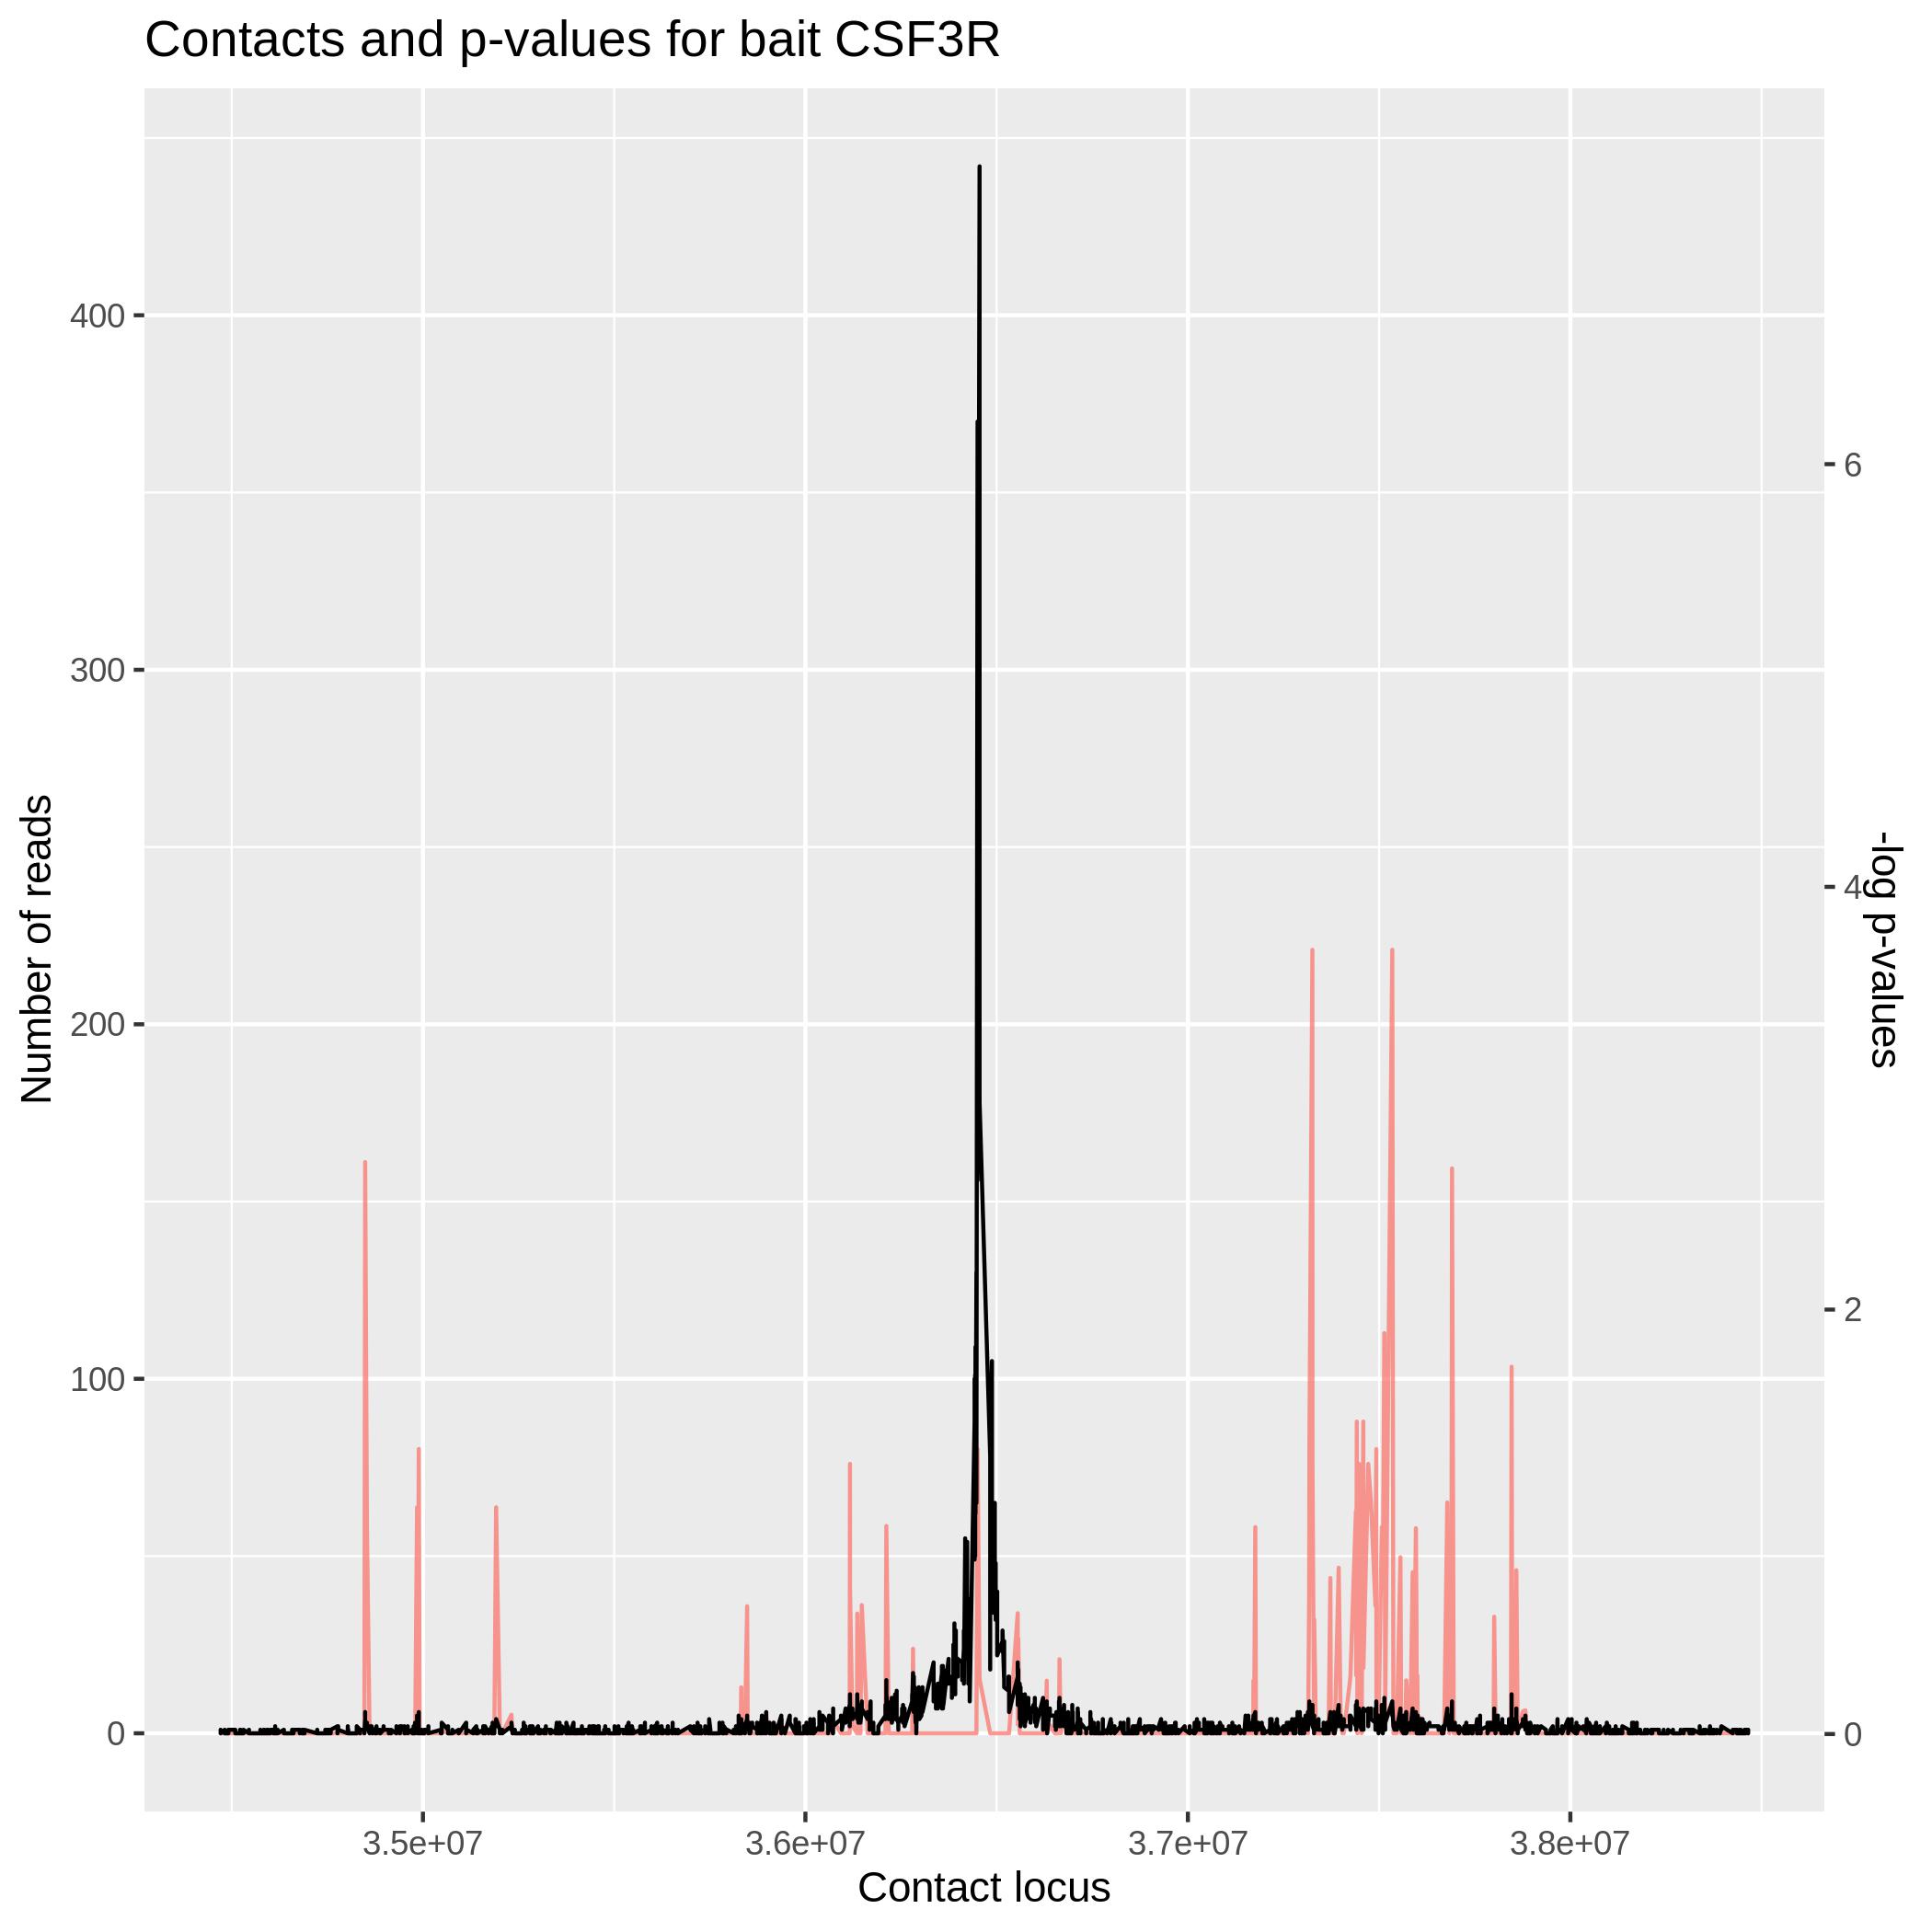 Contacts and p-values for bait CSF3R
400
300
200
100
0
Number of reads
6
4
2
0
-log p-values
3.5e+07
3.6e+07
3.7e+07
3.8e+07
Contact locus